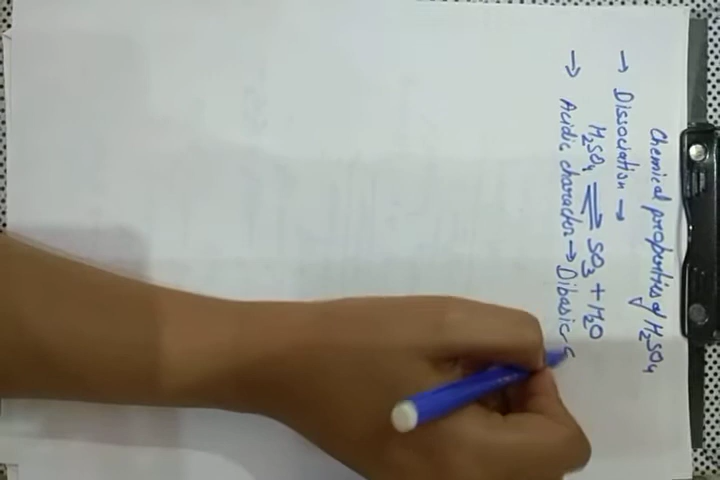 Chemical properties of H₂SO₄
→ Dissociation →
H₂SO₄ ⇌ SO₃ + H₂O
→ Acidic character → Dibasic